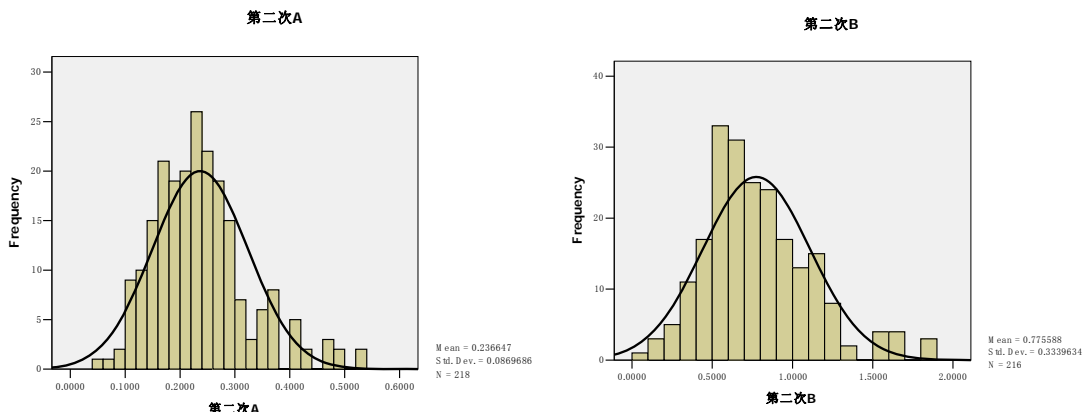 第二次A
30
25
20
15
10
5
0
Frequency
0.0000 0.1000 0.2000 0.3000 0.4000 0.5000 0.6000
第二次A
Mean = 0.236647
Std. Dev. = 0.0869686
N = 218
第二次B
40
30
20
10
0
Frequency
0.0000 0.5000 1.0000 1.5000 2.0000
第二次B
Mean = 0.775588
Std. Dev. = 0.3339634
N = 216